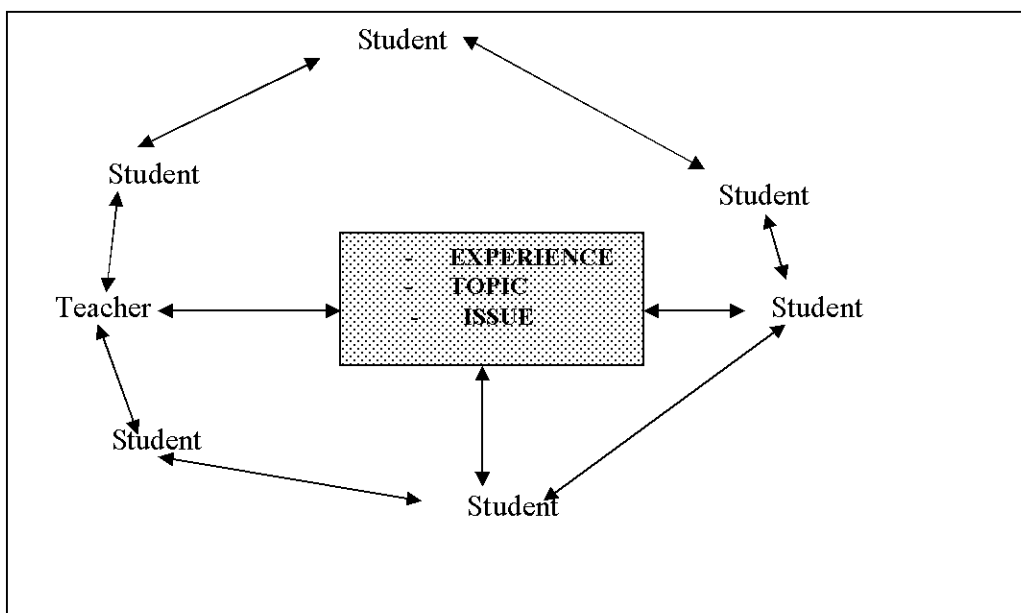 Student
Student
Student
- EXPERIENCE
- TOPIC
- ISSUE
Teacher
Student
Student
Student